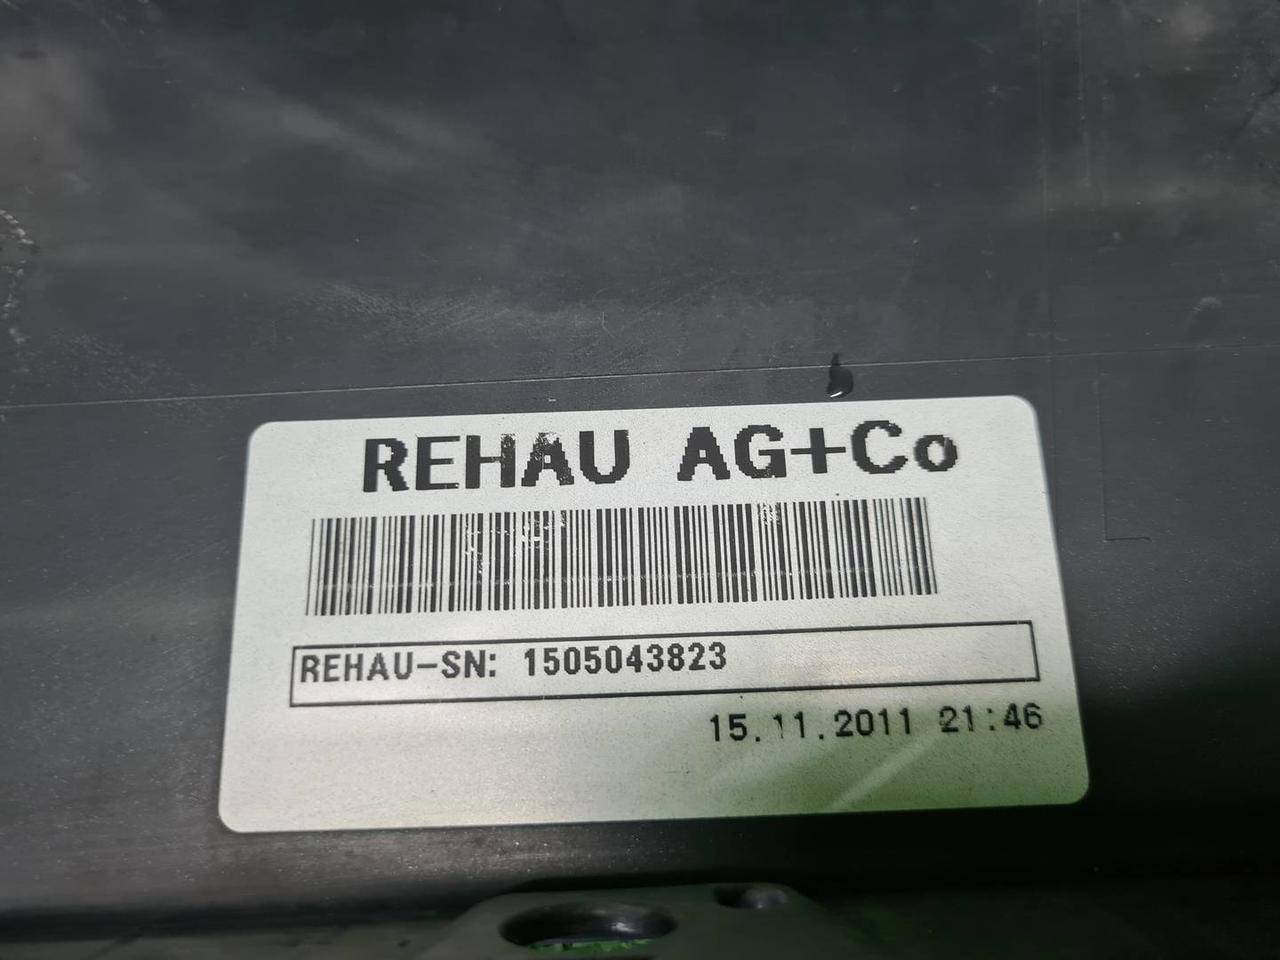 REHAU AG+Co
REHAU-SN: 1505043823
15.11.2011 21:46